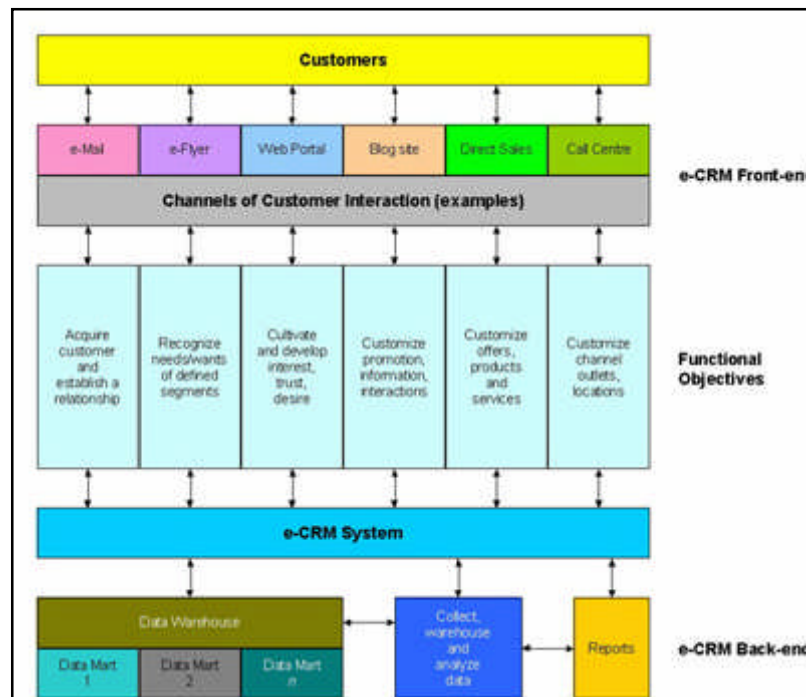 Customers
e-Mail
e-Flyer
Web Portal
Blog site
Direct Sales
Call Centre
Channels of Customer Interaction (examples)
e-CRM Front-en
Acquire
customer
and
establish a
relationship
Recognize
needs/wants
of defined
segments
Cultivate
and develop
interest,
trust,
desire
Customize
promotion,
information,
interactions
Customize
offers,
products
and
services
Customize
channel
outlets,
locations
Functional
Objectives
e-CRM System
Data Warehouse
Data Mart
1
Data Mart
2
Data Mart
n
Collect,
warehouse
and
analyze
data
Reports
e-CRM Back-end